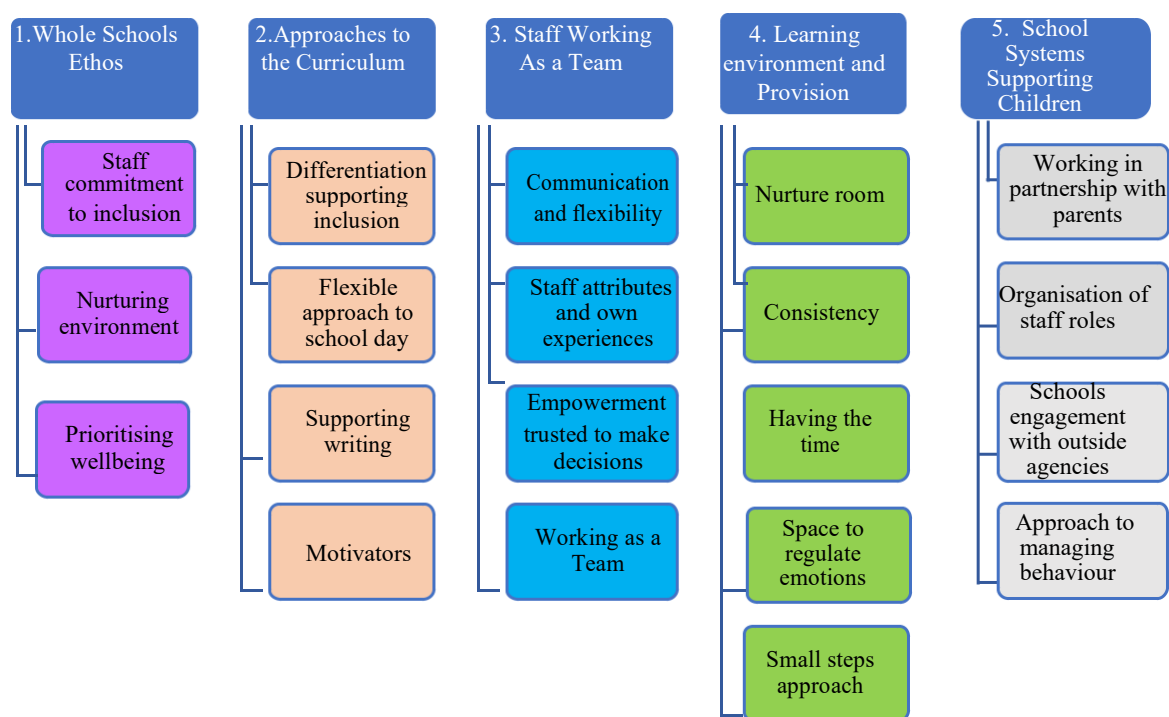 1.Whole Schools
Ethos
Staff
commitment
to inclusion
Nurturing
environment
Prioritising
wellbeing
2.Approaches to
the Curriculum
Differentiation
supporting
inclusion
Flexible
approach to
school day
Supporting
writing
Motivators
3. Staff Working
As a Team
Communication
and flexibility
Staff attributes
and own
experiences
Empowerment
trusted to make
decisions
Working as a
Team
4. Learning
environment and
Provision
Nurture room
Consistency
Having the
time
Space to
regulate
emotions
Small steps
approach
5. School
Systems
Supporting
Children
Working in
partnership with
parents
Organisation of
staff roles
Schools
engagement
with outside
agencies
Approach to
managing
behaviour